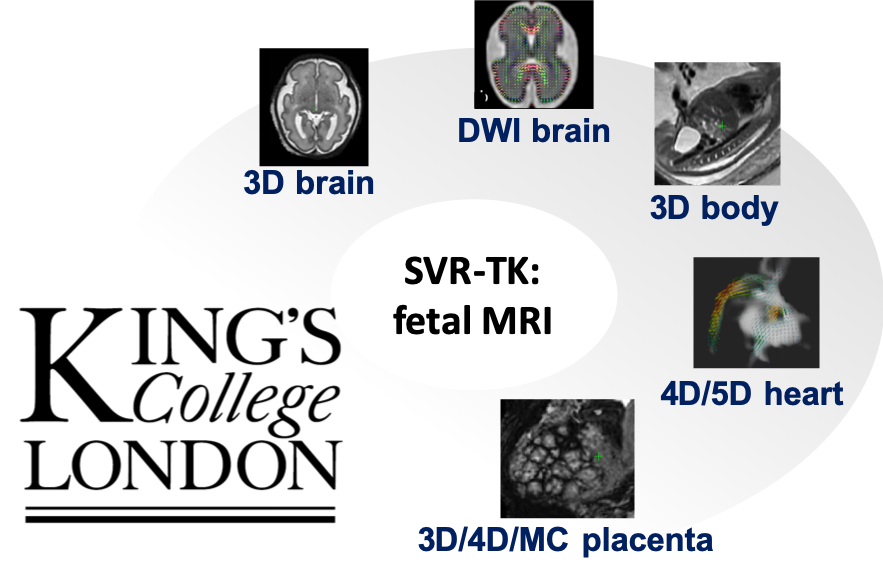 DWI brain
3D brain
3D body
SVR-TK:
fetal MRI
KING'S
College
LONDON
4D/5D heart
3D/4D/MC placenta